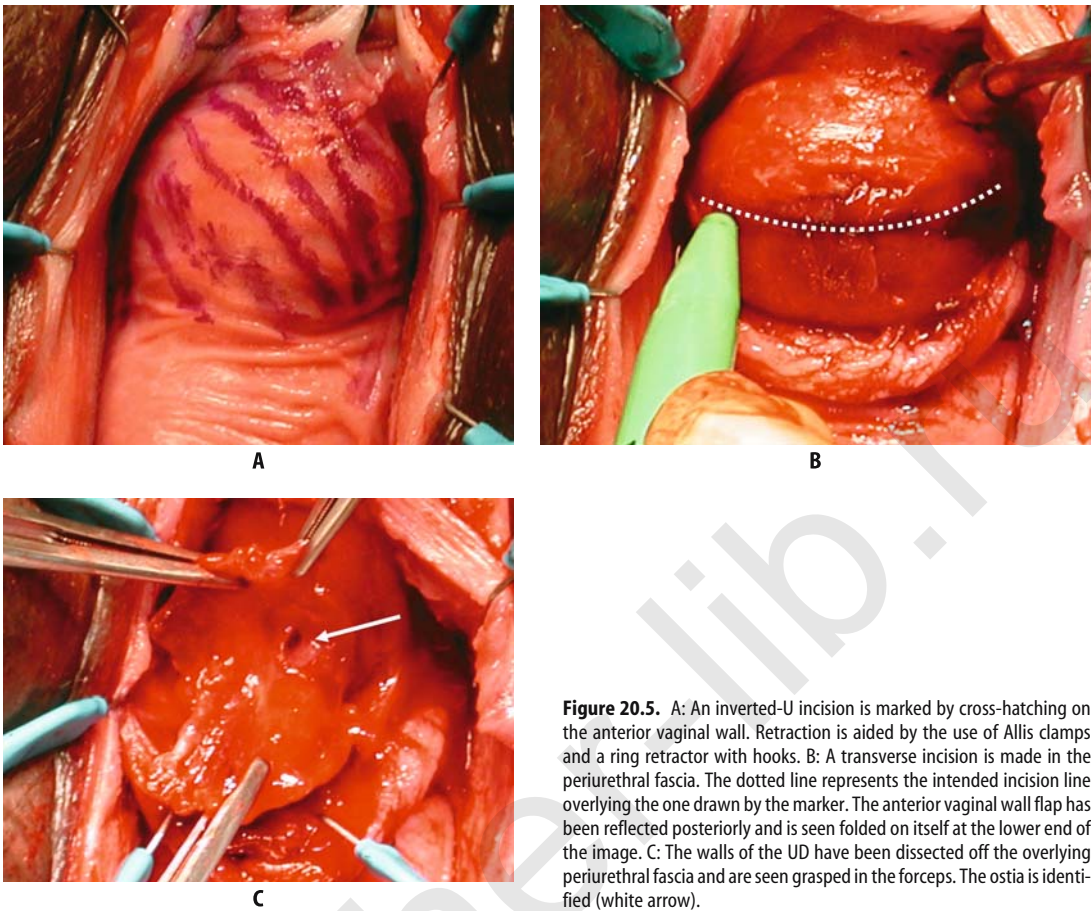 A
B
C
Figure 20.5. A: An inverted-U incision is marked by cross-hatching on
the anterior vaginal wall. Retraction is aided by the use of Allis clamps
and a ring retractor with hooks. B: A transverse incision is made in the
periurethral fascia. The dotted line represents the intended incision line
overlying the one drawn by the marker. The anterior vaginal wall flap has
been reflected posteriorly and is seen folded on itself at the lower end of
the image. C: The walls of the UD have been dissected off the overlying
periurethral fascia and are seen grasped in the forceps. The ostia is identi-
fied (white arrow).